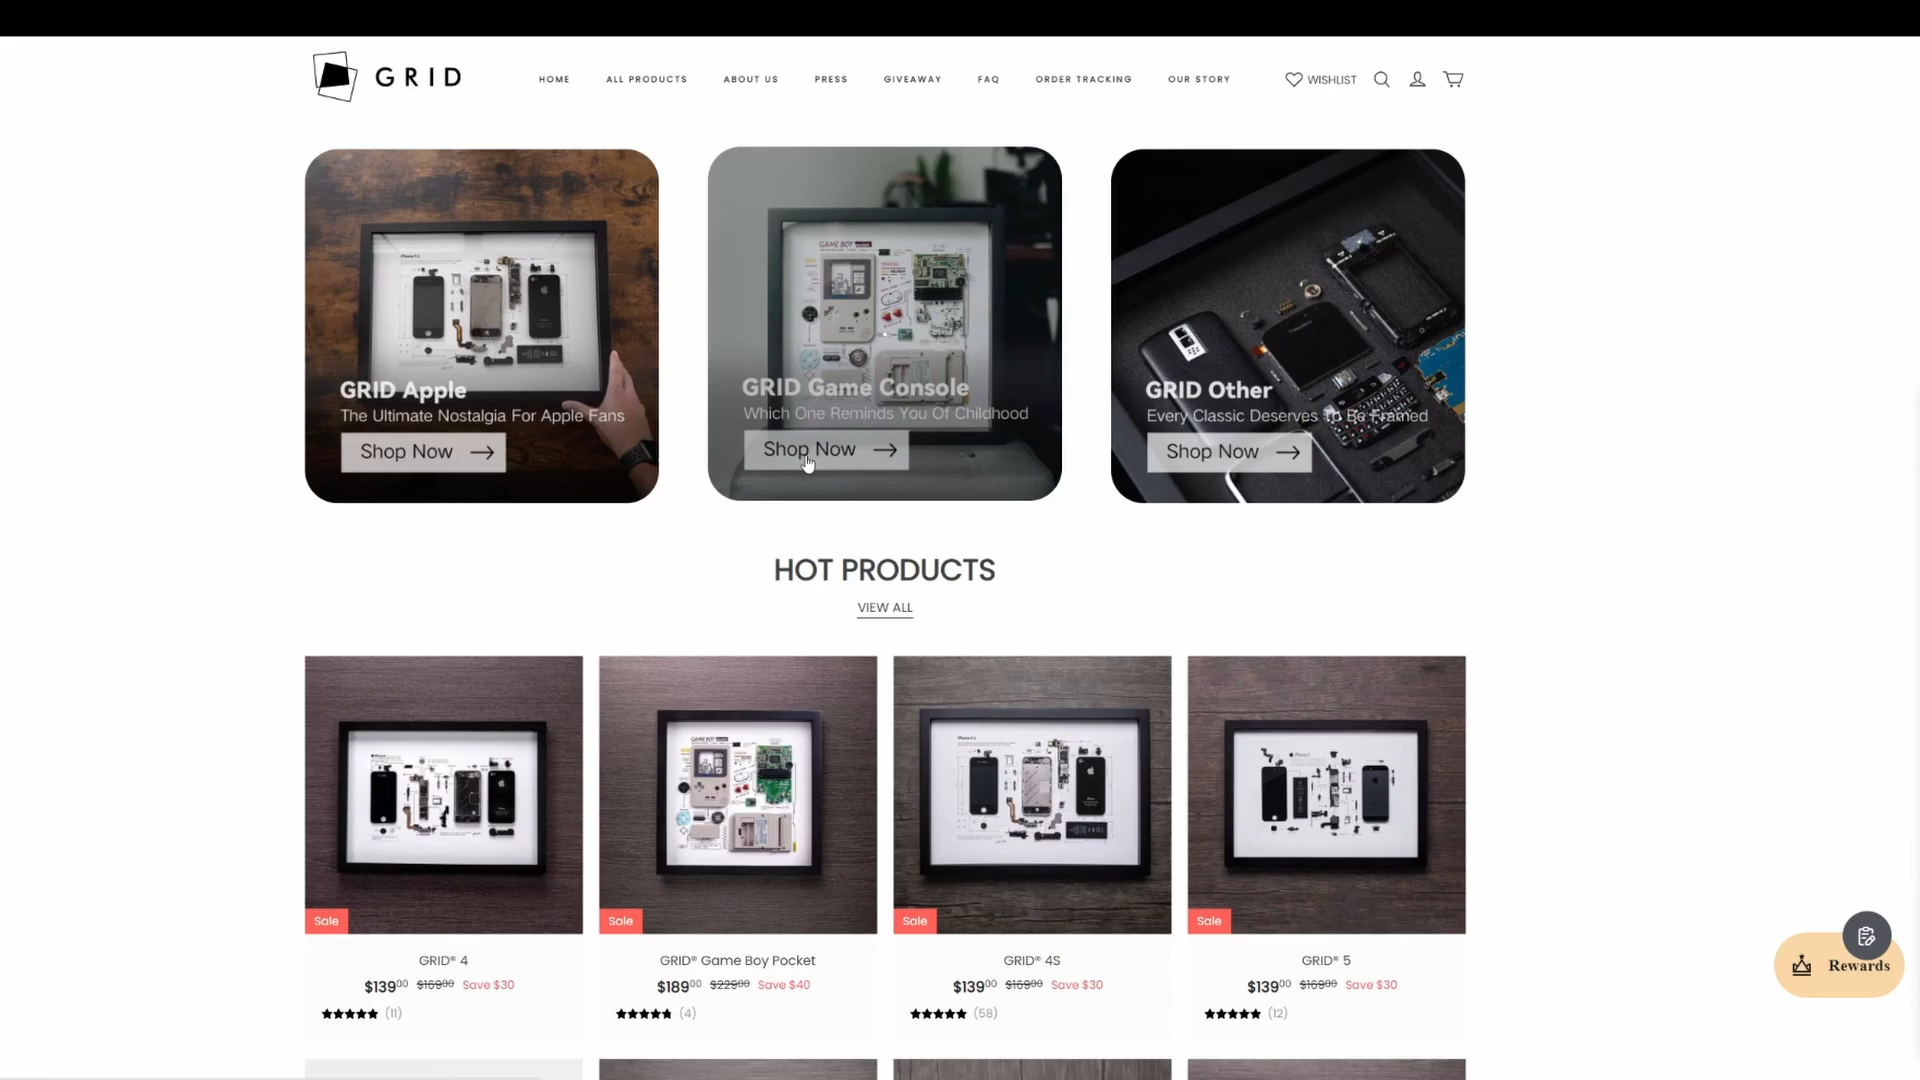 GRID
HOME ALL PRODUCTS ABOUT US PRESS GIVEAWAY FAQ ORDER TRACKING OUR STORY WISHLIST
GRID Apple
The Ultimate Nostalgia For Apple Fans
Shop Now
GAME BOY pocket
GRID Game Console
Which One Reminds You Of Childhood
Shop Now
GRID Other
Every Classic Deserves To Be Framed
Shop Now
HOT PRODUCTS
VIEW ALL
Sale
GRID® 4
$139.00 $169.00 Save $30
(11)
Sale
GRID® Game Boy Pocket
$189.00 $229.00 Save $40
(4)
Sale
GRID® 4S
$139.00 $169.00 Save $30
(58)
Sale
GRID® 5
$139.00 $169.00 Save $30
(12)
Rewards